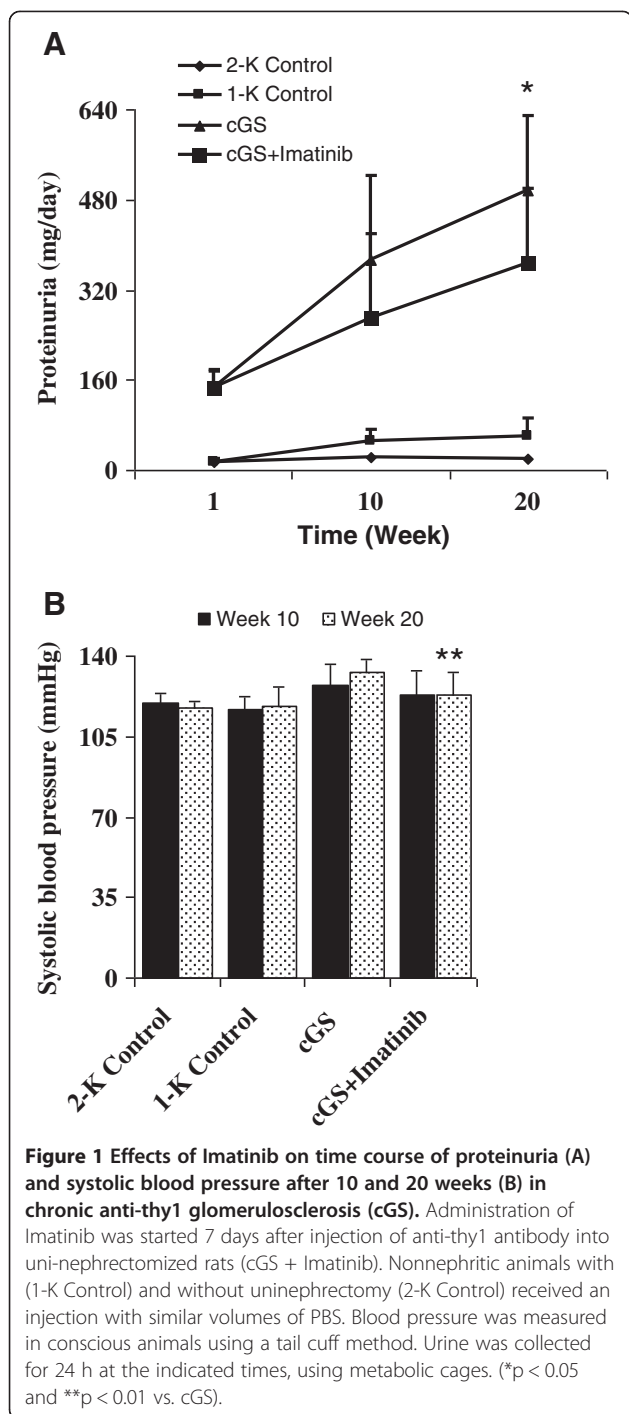 A
2-K Control
1-K Control
cGS
cGS+Imatinib
*
640
480
320
160
0
Proteinuria (mg/day)
1 10 20
Time (Week)
B
Week 10 Week 20
**
140
105
70
35
0
Systolic blood pressure (mmHg)
2-K Control
1-K Control
cGS
cGS+Imatinib
Figure 1 Effects of Imatinib on time course of proteinuria (A)
and systolic blood pressure after 10 and 20 weeks (B) in
chronic anti-thy1 glomerulosclerosis (cGS). Administration of
Imatinib was started 7 days after injection of anti-thy1 antibody into
uni-nephrectomized rats (cGS + Imatinib). Nonnephritic animals with
(1-K Control) and without uninephrectomy (2-K Control) received an
injection with similar volumes of PBS. Blood pressure was measured
in conscious animals using a tail cuff method. Urine was collected
for 24 h at the indicated times, using metabolic cages. (*p < 0.05
and **p < 0.01 vs. cGS).